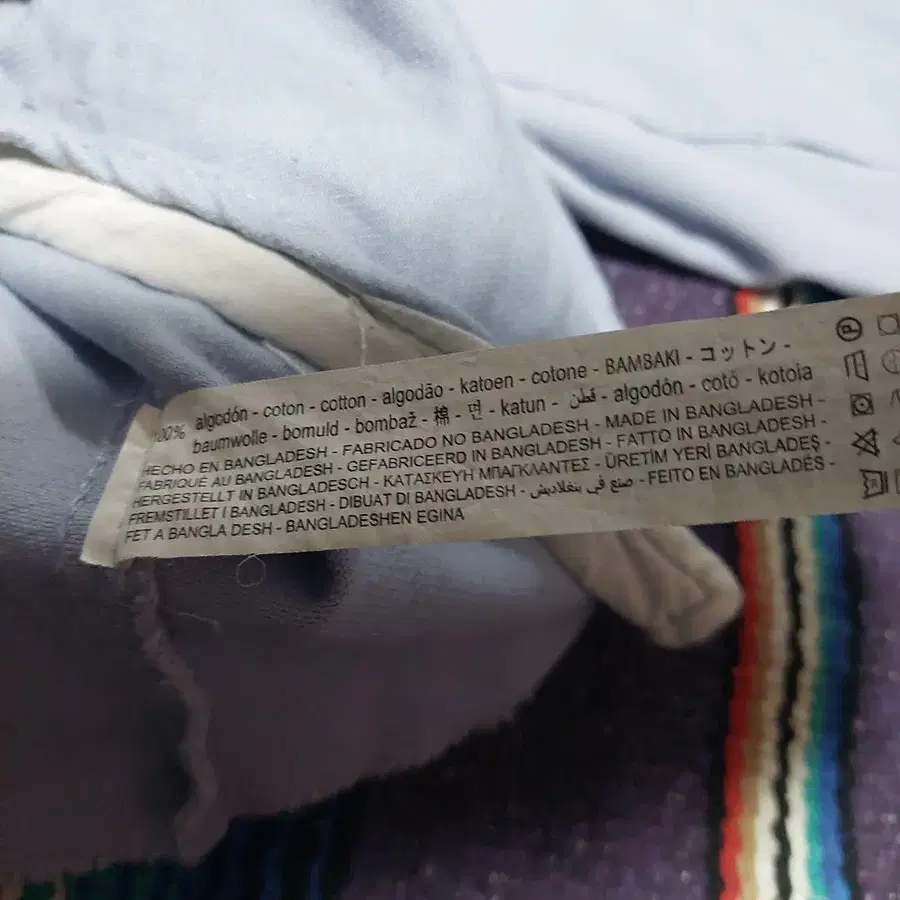 100% algodón - coton - cotton - algodão - katoen - cotone - BAMBAKI - コットン -
baumwolle - bomuld - bombaž - 棉 - 면 - katun - قطن - algodón - cotó - kotoia
HECHO EN BANGLADESH - FABRICADO NO BANGLADESH - MADE IN BANGLADESH -
FABRIQUÉ AU BANGLADESH - GEFABRICEERD IN BANGLADESH - FATTO IN BANGLADESH -
HERGESTELLT IN BANGLADESCH - ΚΑΤΑΣΚΕΥΗ ΜΠΑΓΚΛΑΝΤΕΣ - ÜRETİM YERİ BANGLADEŞ -
FREMSTILLET I BANGLADESH - DIBUAT DI BANGLADESH - صنع في بنغلاديش - FEITO EN BANGLADÉS -
FET A BANGLA DESH - BANGLADESHEN EGINA